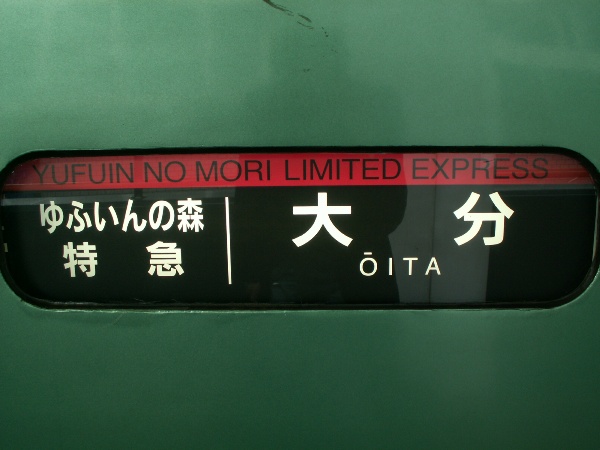 YUFUIN NO MORI LIMITED EXPRESS
ゆふいんの森
特急
大分
ŌITA